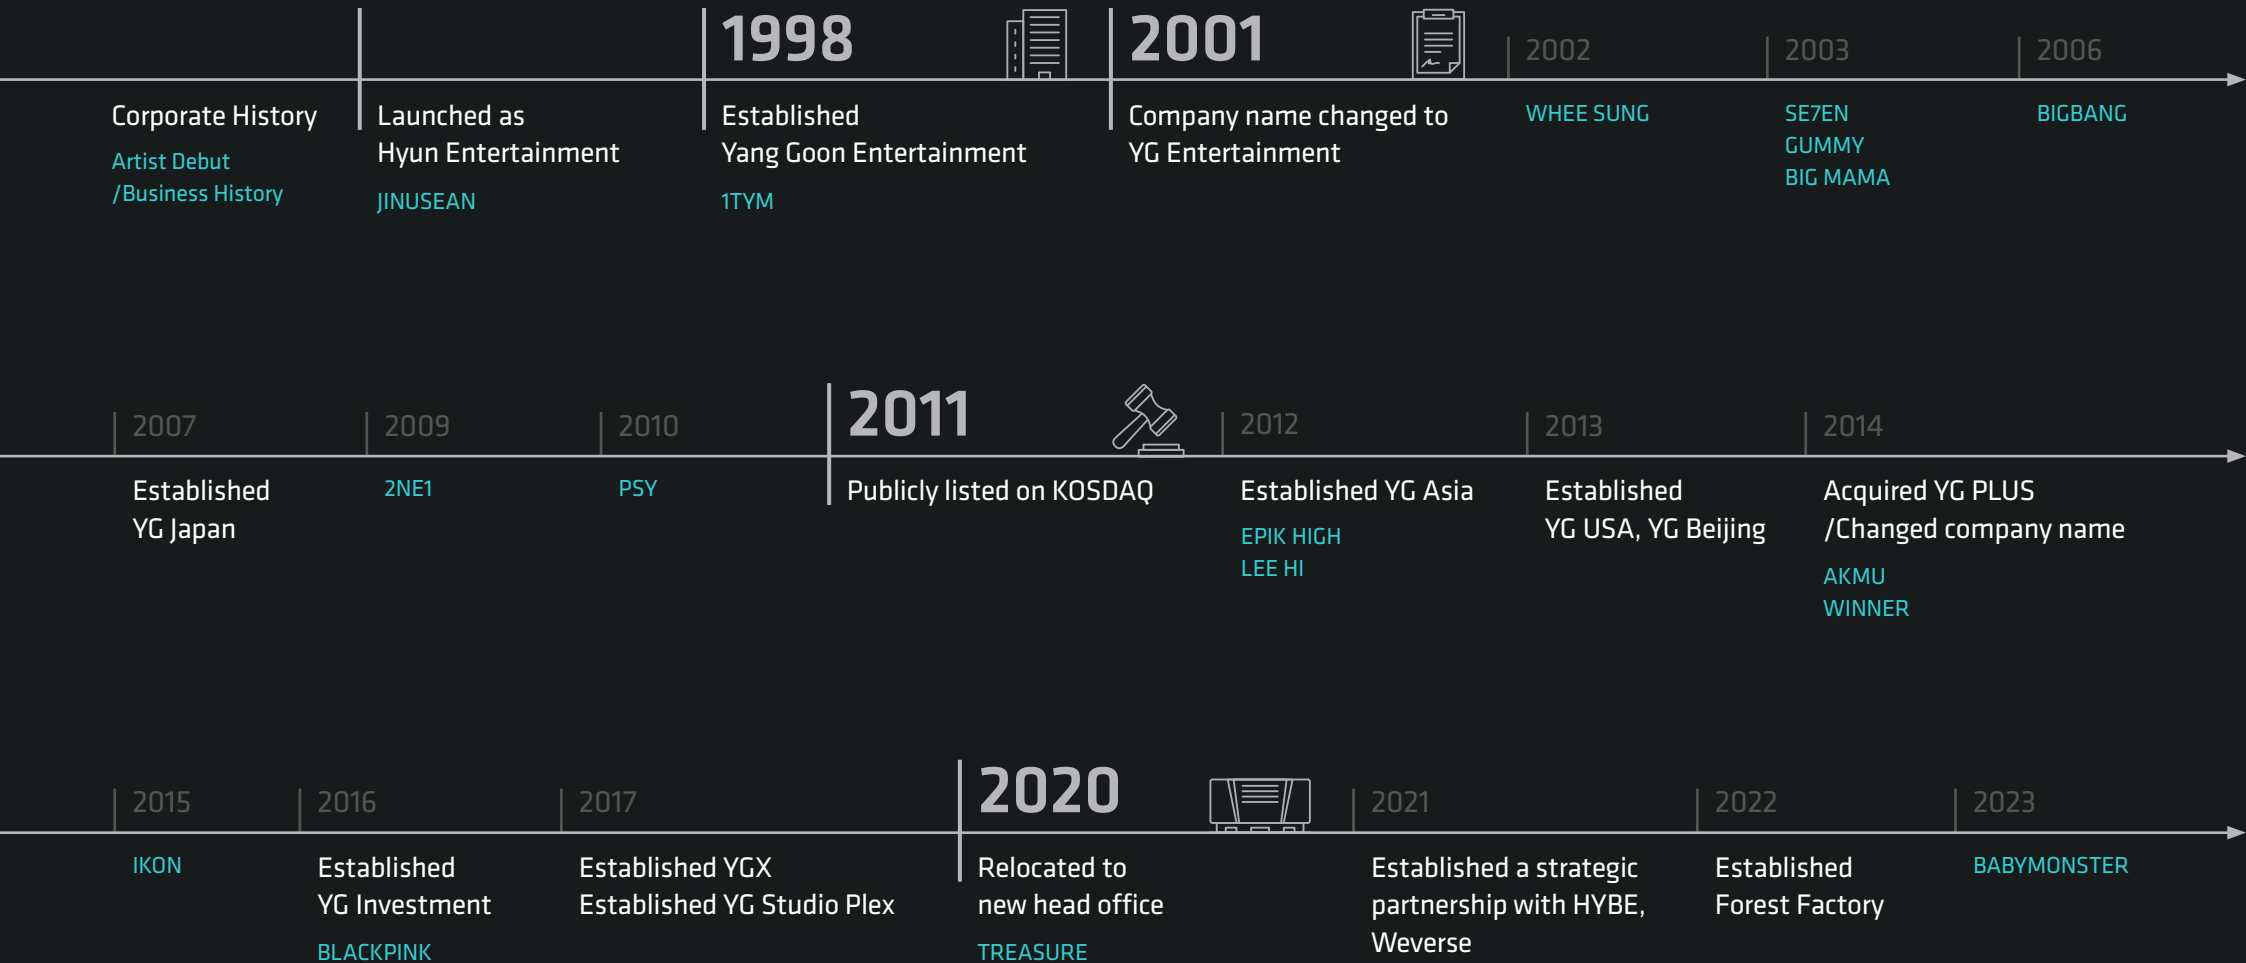 Corporate History
Artist Debut
/Business History
Launched as
Hyun Entertainment
JINUSEAN
1998
Established
Yang Goon Entertainment
1TYM
2001
Company name changed to
YG Entertainment
2002
WHEE SUNG
2003
SE7EN
GUMMY
BIG MAMA
2006
BIGBANG
2007
Established
YG Japan
2009
2NE1
2010
PSY
2011
Publicly listed on KOSDAQ
2012
Established YG Asia
EPIK HIGH
LEE HI
2013
Established
YG USA, YG Beijing
2014
Acquired YG PLUS
/Changed company name
AKMU
WINNER
2015
IKON
2016
Established
YG Investment
BLACKPINK
2017
Established YGX
Established YG Studio Plex
2020
Relocated to
new head office
TREASURE
2021
Established a strategic
partnership with HYBE,
Weverse
2022
Established
Forest Factory
2023
BABYMONSTER